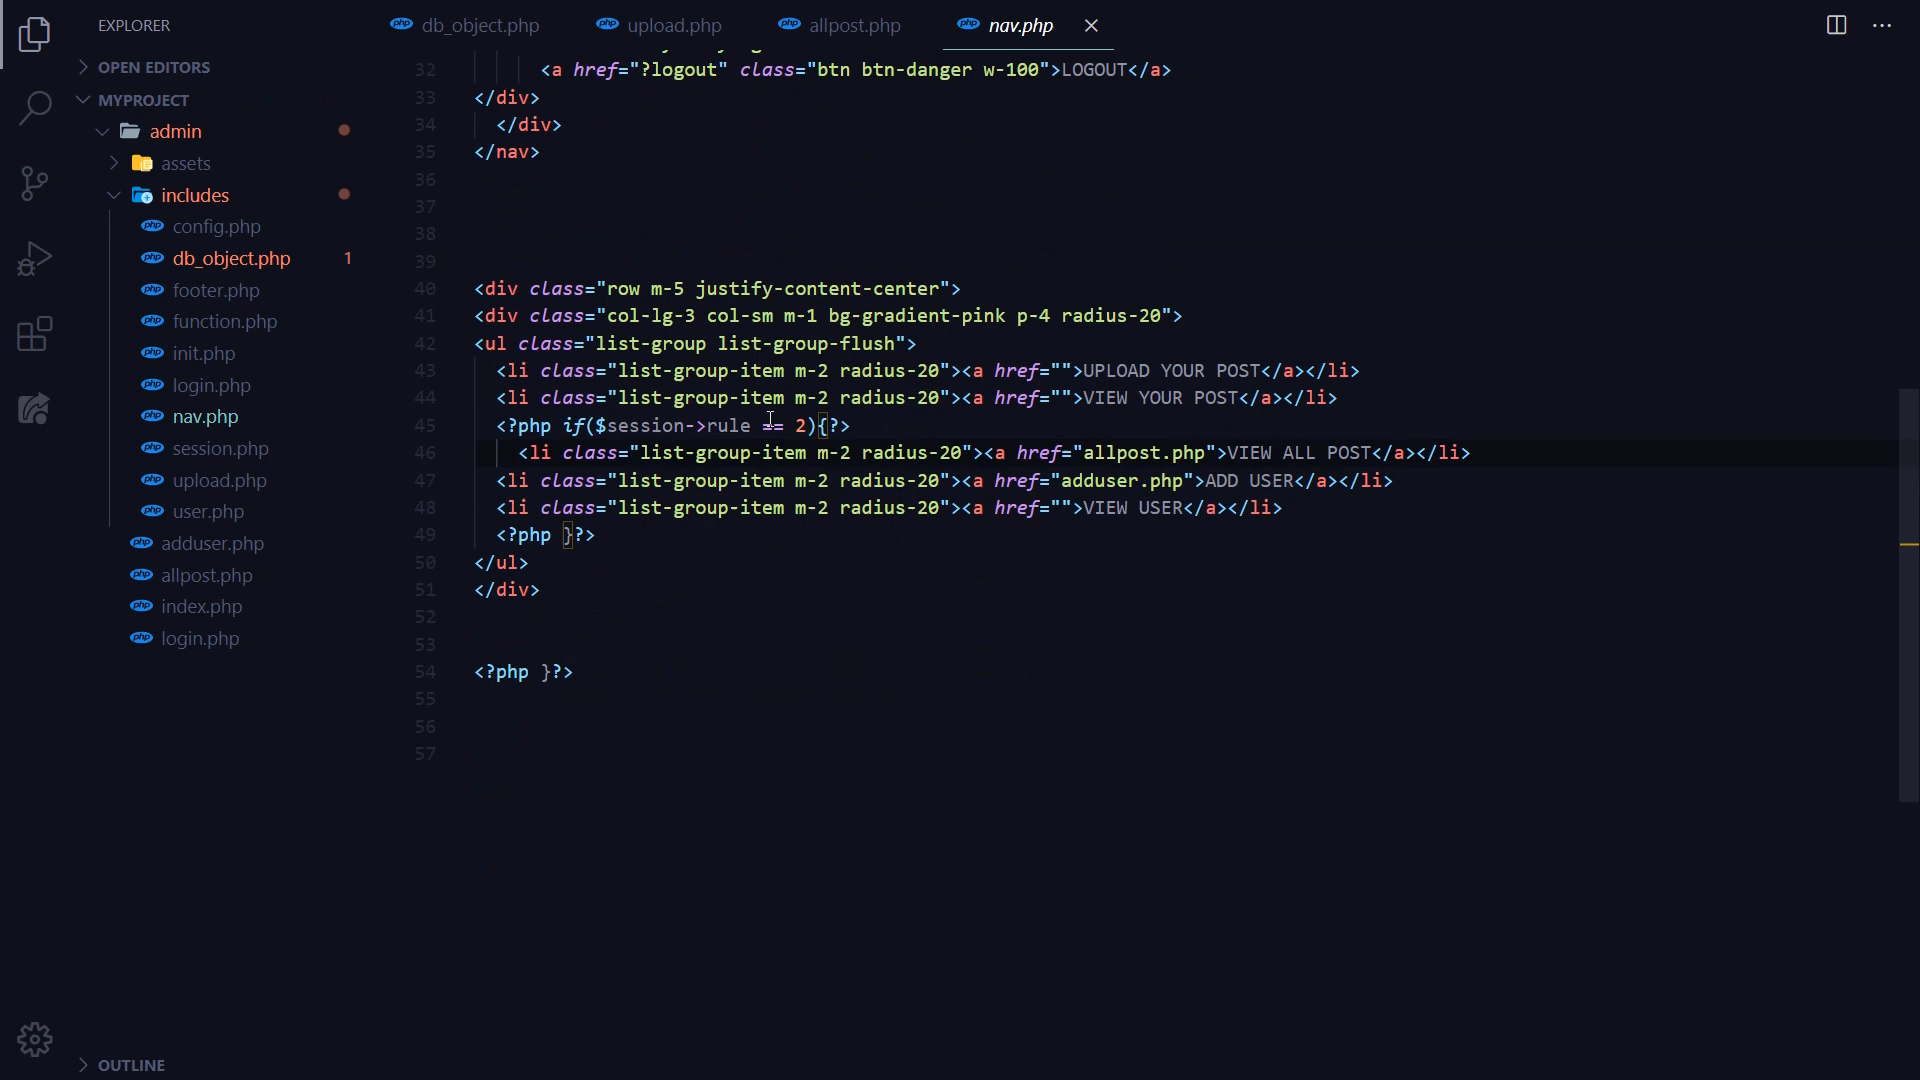 EXPLORER
OPEN EDITORS
MYPROJECT
admin
assets
includes
config.php
db_object.php 1
footer.php
function.php
init.php
login.php
nav.php
session.php
upload.php
user.php
adduser.php
allpost.php
index.php
login.php
OUTLINE
db_object.php upload.php allpost.php nav.php
32 <a href="?logout" class="btn btn-danger w-100">LOGOUT</a>
33 </div>
34 </div>
35 </nav>
36
37
38
39
40 <div class="row m-5 justify-content-center">
41 <div class="col-lg-3 col-sm m-1 bg-gradient-pink p-4 radius-20">
42 <ul class="list-group list-group-flush">
43 <li class="list-group-item m-2 radius-20"><a href="">UPLOAD YOUR POST</a></li>
44 <li class="list-group-item m-2 radius-20"><a href="">VIEW YOUR POST</a></li>
45 <?php if($session->rule == 2){?>
46 <li class="list-group-item m-2 radius-20"><a href="allpost.php">VIEW ALL POST</a></li>
47 <li class="list-group-item m-2 radius-20"><a href="adduser.php">ADD USER</a></li>
48 <li class="list-group-item m-2 radius-20"><a href="">VIEW USER</a></li>
49 <?php }?>
50 </ul>
51 </div>
52
53
54 <?php }?>
55
56
57